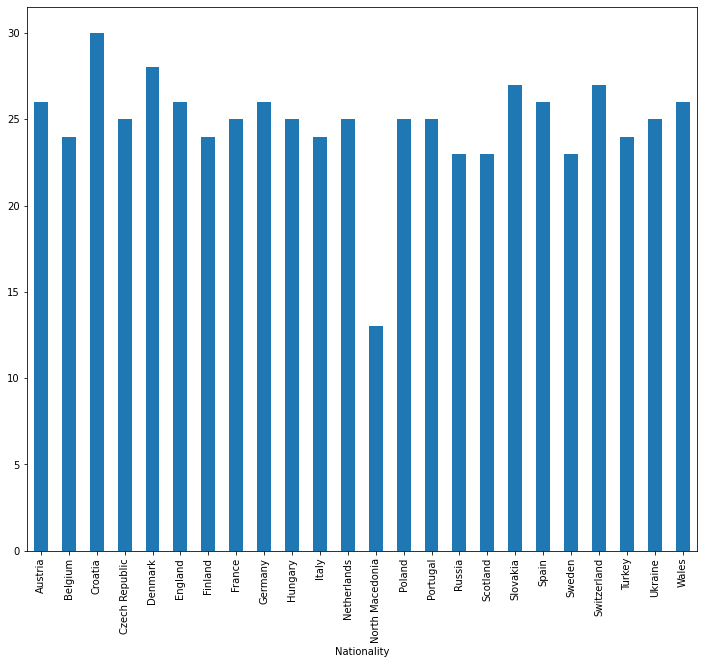 30
25
20
15
10
5
0
Austria
Belgium
Croatia
Czech Republic
Denmark
England
Finland
France
Germany
Hungary
Italy
Netherlands
North Macedonia
Poland
Portugal
Russia
Scotland
Slovakia
Spain
Sweden
Switzerland
Turkey
Ukraine
Wales
Nationality